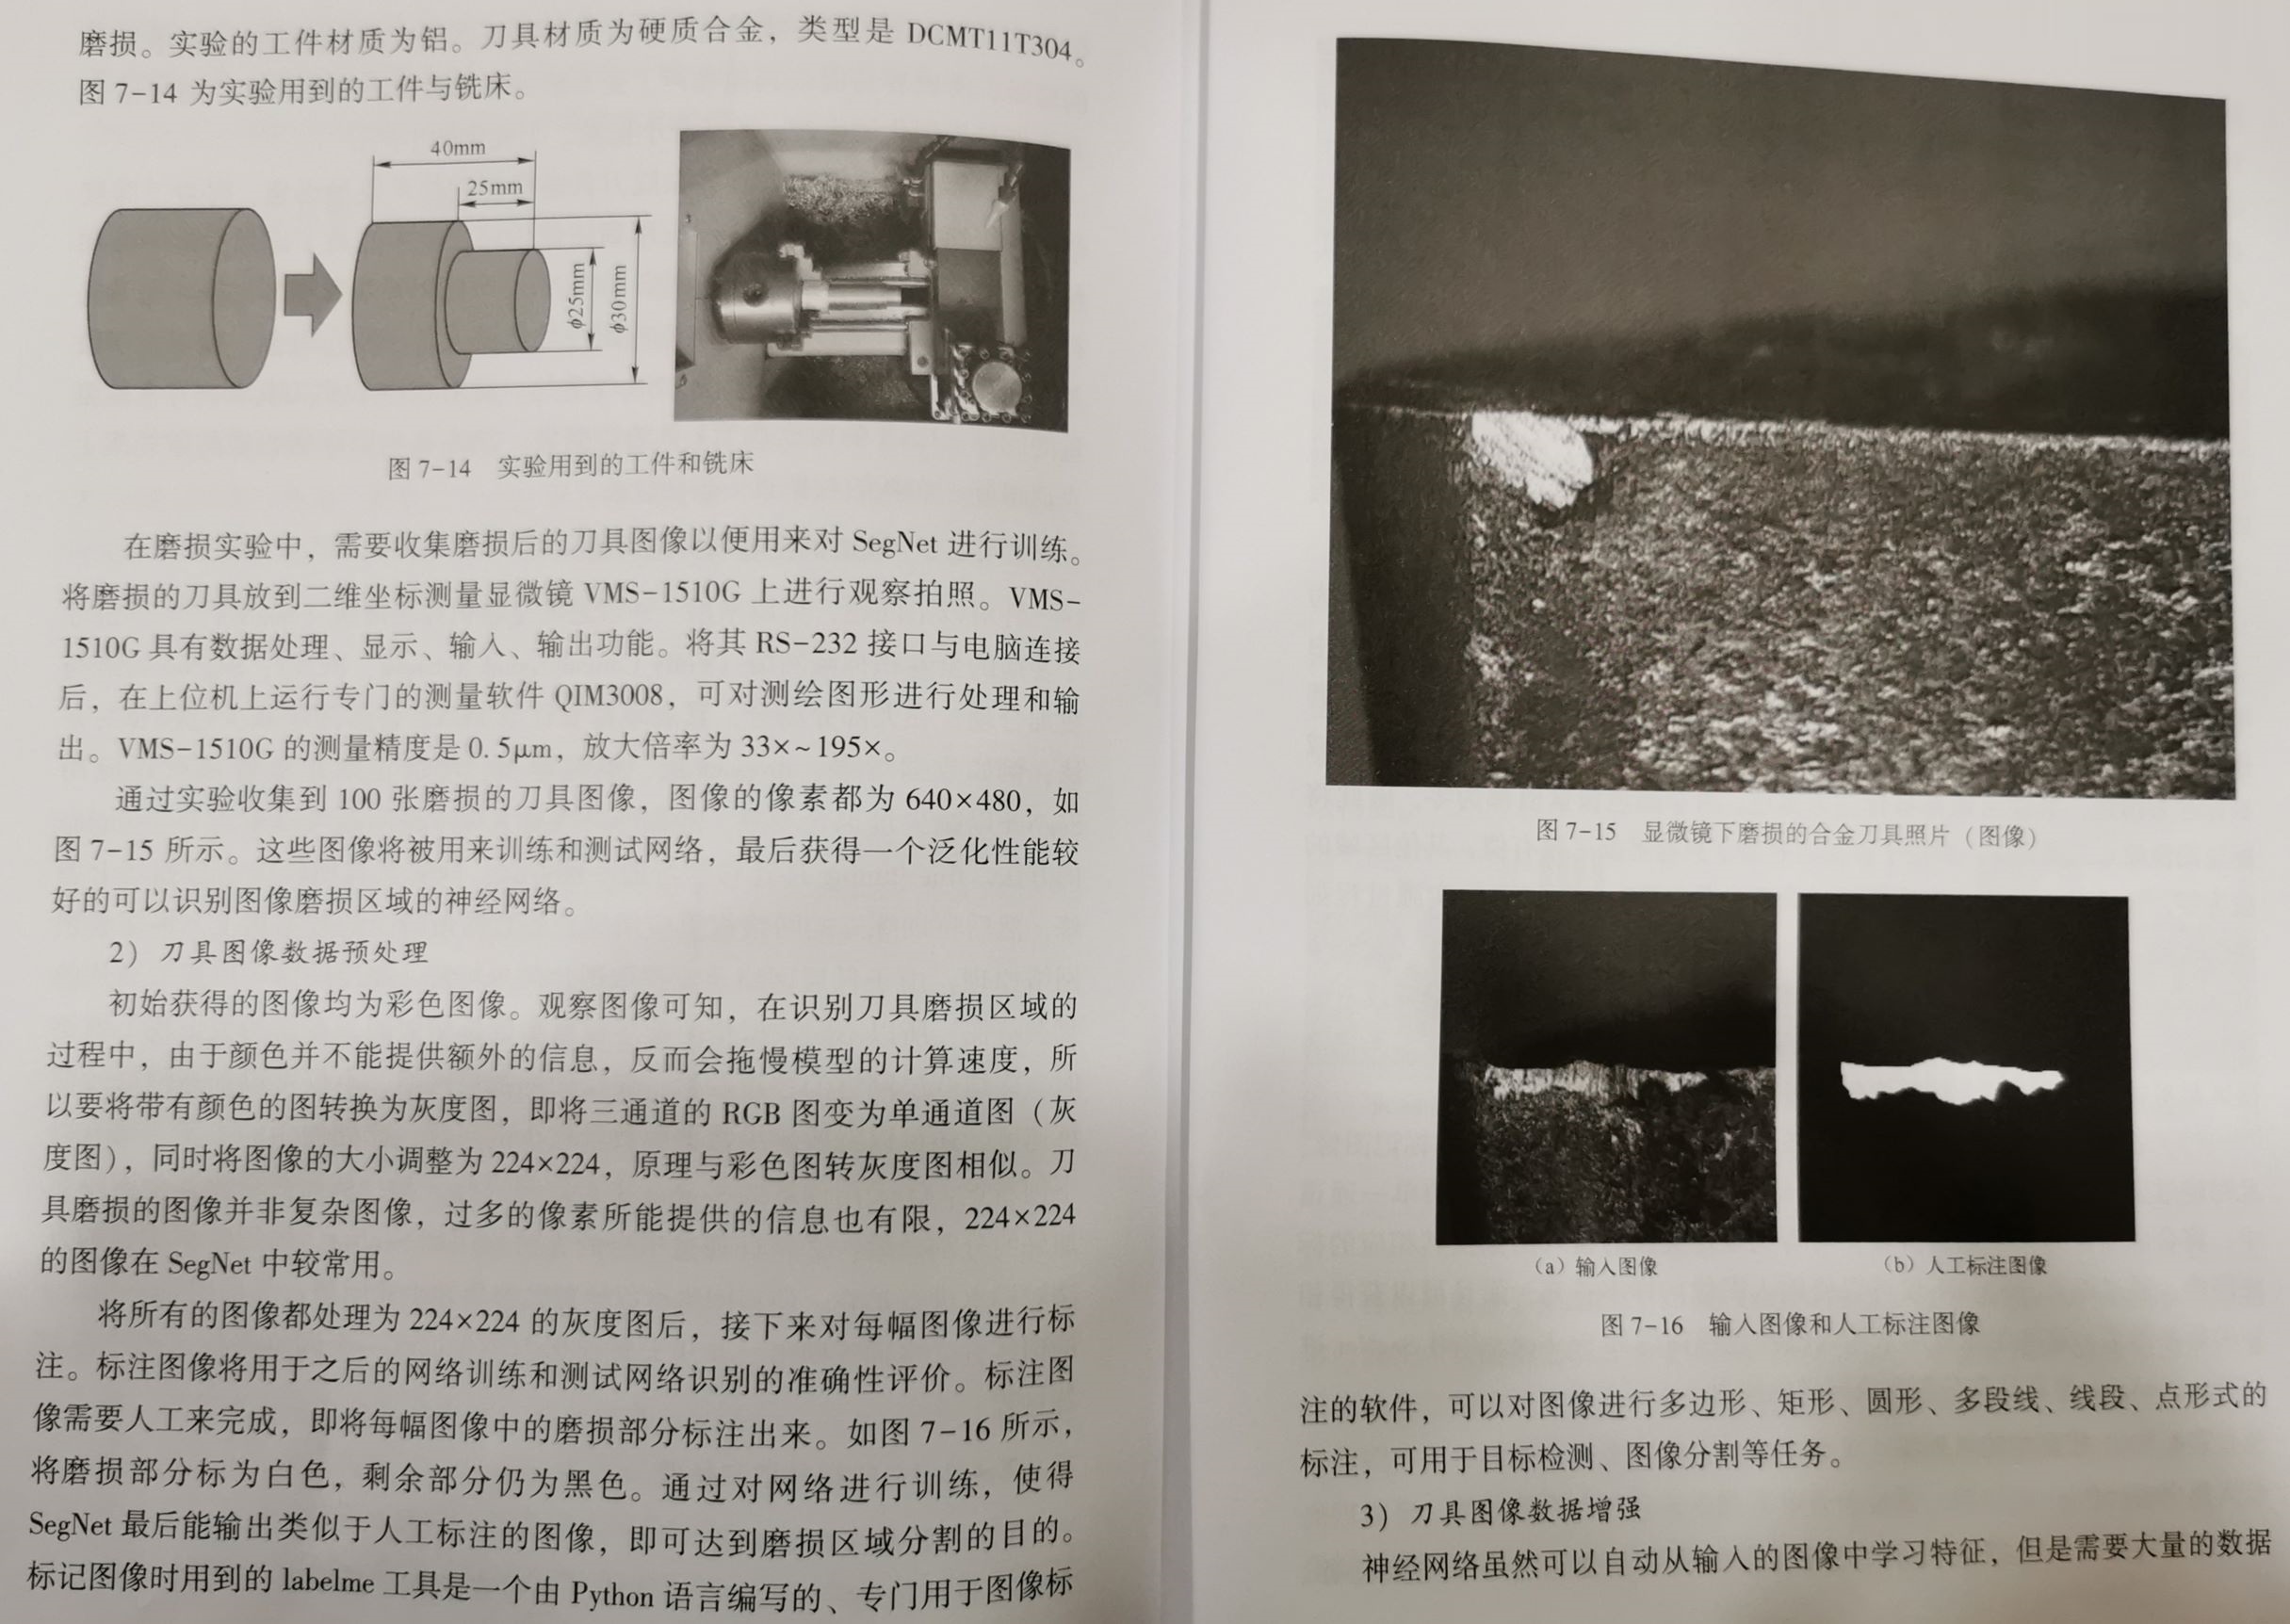 磨损。实验的工件材质为铝。刀具材质为硬质合金，类型是 DCMT11T304。
图 7-14 为实验用到的工件与铣床。
40mm
25mm
ϕ25mm
ϕ30mm
图 7-14 实验用到的工件和铣床
在磨损实验中，需要收集磨损后的刀具图像以便用来对 SegNet 进行训练。
将磨损的刀具放到二维坐标测量显微镜 VMS-1510G 上进行观察拍照。VMS-
1510G 具有数据处理、显示、输入、输出功能。将其 RS-232 接口与电脑连接
后，在上位机上运行专门的测量软件 QIM3008，可对测绘图形进行处理和输
出。VMS-1510G 的测量精度是 0.5μm，放大倍率为 33×~195×。
通过实验收集到 100 张磨损的刀具图像，图像的像素都为 640×480，如
图 7-15 所示。这些图像将被用来训练和测试网络，最后获得一个泛化性能较
好的可以识别图像磨损区域的神经网络。
2）刀具图像数据预处理
初始获得的图像均为彩色图像。观察图像可知，在识别刀具磨损区域的
过程中，由于颜色并不能提供额外的信息，反而会拖慢模型的计算速度，所
以要将带有颜色的图转换为灰度图，即将三通道的 RGB 图变为单通道图（灰
度图），同时将图像的大小调整为 224×224，原理与彩色图转灰度图相似。刀
具磨损的图像并非复杂图像，过多的像素所能提供的信息也有限，224×224
的图像在 SegNet 中较常用。
将所有的图像都处理为 224×224 的灰度图后，接下来对每幅图像进行标
注。标注图像将用于之后的网络训练和测试网络识别的准确性评价。标注图
像需要人工来完成，即将每幅图像中的磨损部分标注出来。如图 7-16 所示，
将磨损部分标为白色，剩余部分仍为黑色。通过对网络进行训练，使得
SegNet 最后能输出类似于人工标注的图像，即可达到磨损区域分割的目的。
标记图像时用到的 labelme 工具是一个由 Python 语言编写的、专门用于图像标
图 7-15 显微镜下磨损的合金刀具照片（图像）
（a）输入图像
（b）人工标注图像
图 7-16 输入图像和人工标注图像
注的软件，可以对图像进行多边形、矩形、圆形、多段线、线段、点形式的
标注，可用于目标检测、图像分割等任务。
3）刀具图像数据增强
神经网络虽然可以自动从输入的图像中学习特征，但是需要大量的数据